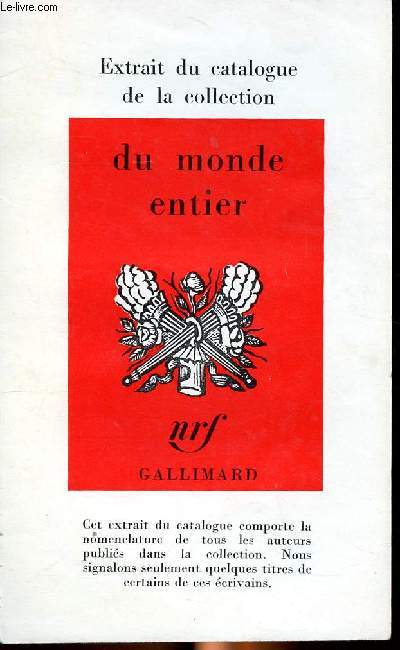 Le-livre.com
Extrait du catalogue
de la collection
du monde
entier
nrf
GALLIMARD
Cet extrait du catalogue comporte la
nomenclature de tous les auteurs
publiés dans la collection. Nous
signalons seulement quelques titres de
certains de ces écrivains.